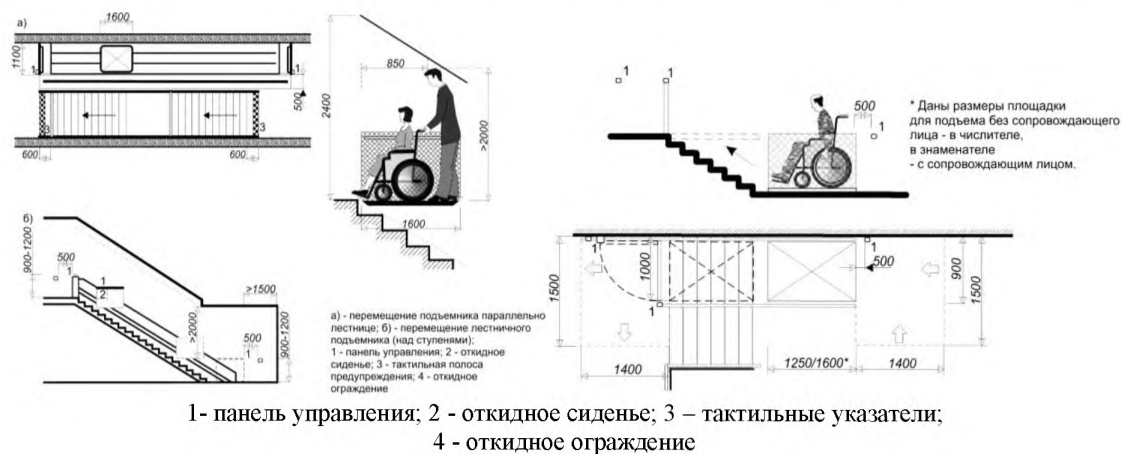 а)
1600
1100
1
1
500
3
3
600
600
2400
850
>2000
1600
1
1
500
1
* Даны размеры площадки
для подъема без сопровождающего
лица - в числителе,
в знаменателе
- с сопровождающим лицом.
б)
900-1200
500
1
1
2
>1500
>2000
500
1
900-1200
а) - перемещение подъемника параллельно
лестнице; б) - перемещение лестничного
подъемника (над ступенями);
1 - панель управления; 2 - откидное
сиденье; 3 - тактильная полоса
предупреждения; 4 - откидное
ограждение
1500
1
1000
1
1
500
900
1500
1400
1250/1600*
1400
1- панель управления; 2 - откидное сиденье; 3 – тактильные указатели;
4 - откидное ограждение